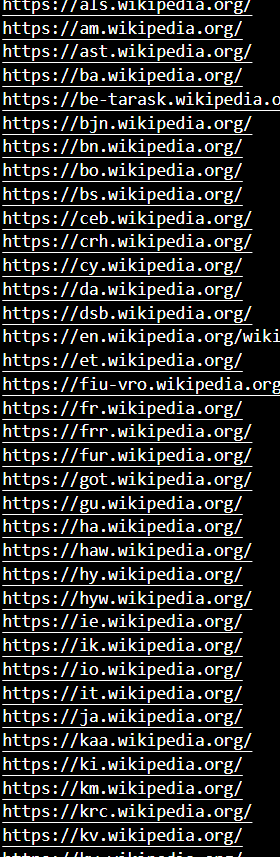 https://als.wikipedia.org/
https://am.wikipedia.org/
https://ast.wikipedia.org/
https://ba.wikipedia.org/
https://be-tarask.wikipedia.o
https://bjn.wikipedia.org/
https://bn.wikipedia.org/
https://bo.wikipedia.org/
https://bs.wikipedia.org/
https://ceb.wikipedia.org/
https://crh.wikipedia.org/
https://cy.wikipedia.org/
https://da.wikipedia.org/
https://dsb.wikipedia.org/
https://en.wikipedia.org/wiki
https://et.wikipedia.org/
https://fiu-vro.wikipedia.org
https://fr.wikipedia.org/
https://frr.wikipedia.org/
https://fur.wikipedia.org/
https://got.wikipedia.org/
https://gu.wikipedia.org/
https://ha.wikipedia.org/
https://haw.wikipedia.org/
https://hy.wikipedia.org/
https://hyw.wikipedia.org/
https://ie.wikipedia.org/
https://ik.wikipedia.org/
https://io.wikipedia.org/
https://it.wikipedia.org/
https://ja.wikipedia.org/
https://kaa.wikipedia.org/
https://ki.wikipedia.org/
https://km.wikipedia.org/
https://krc.wikipedia.org/
https://kv.wikipedia.org/